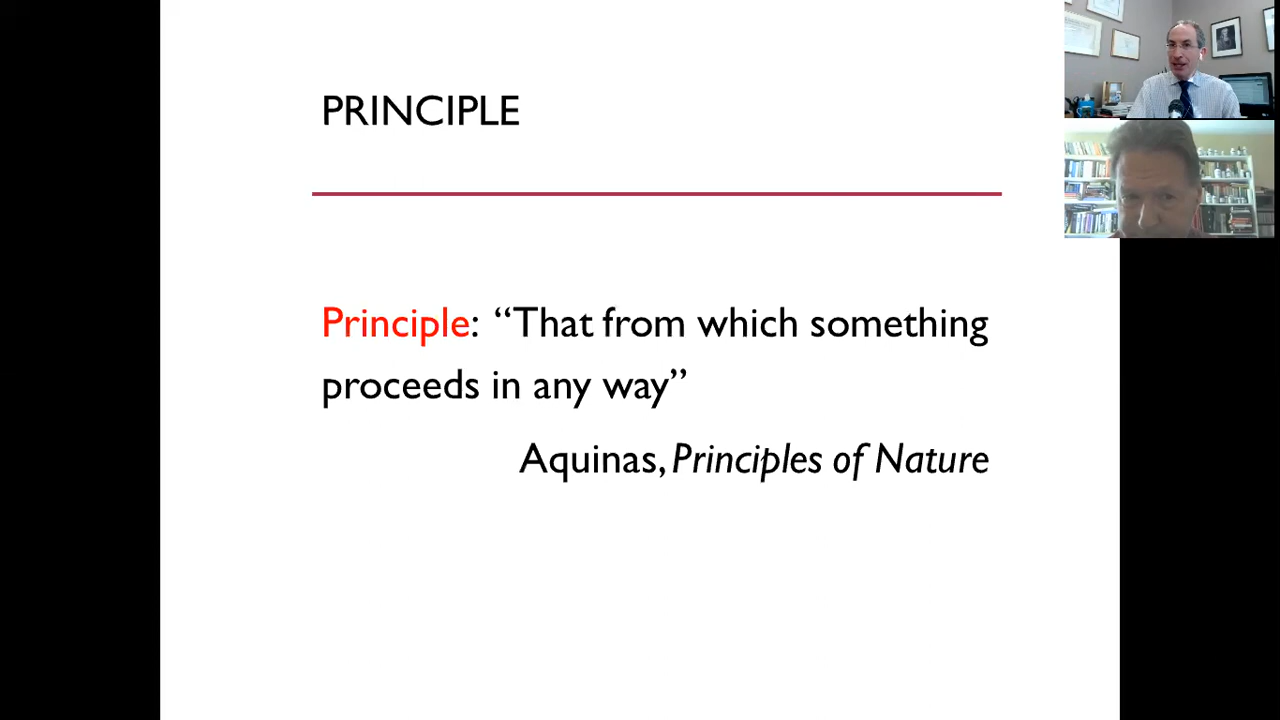 PRINCIPLE
Principle: “That from which something
proceeds in any way”
Aquinas, Principles of Nature